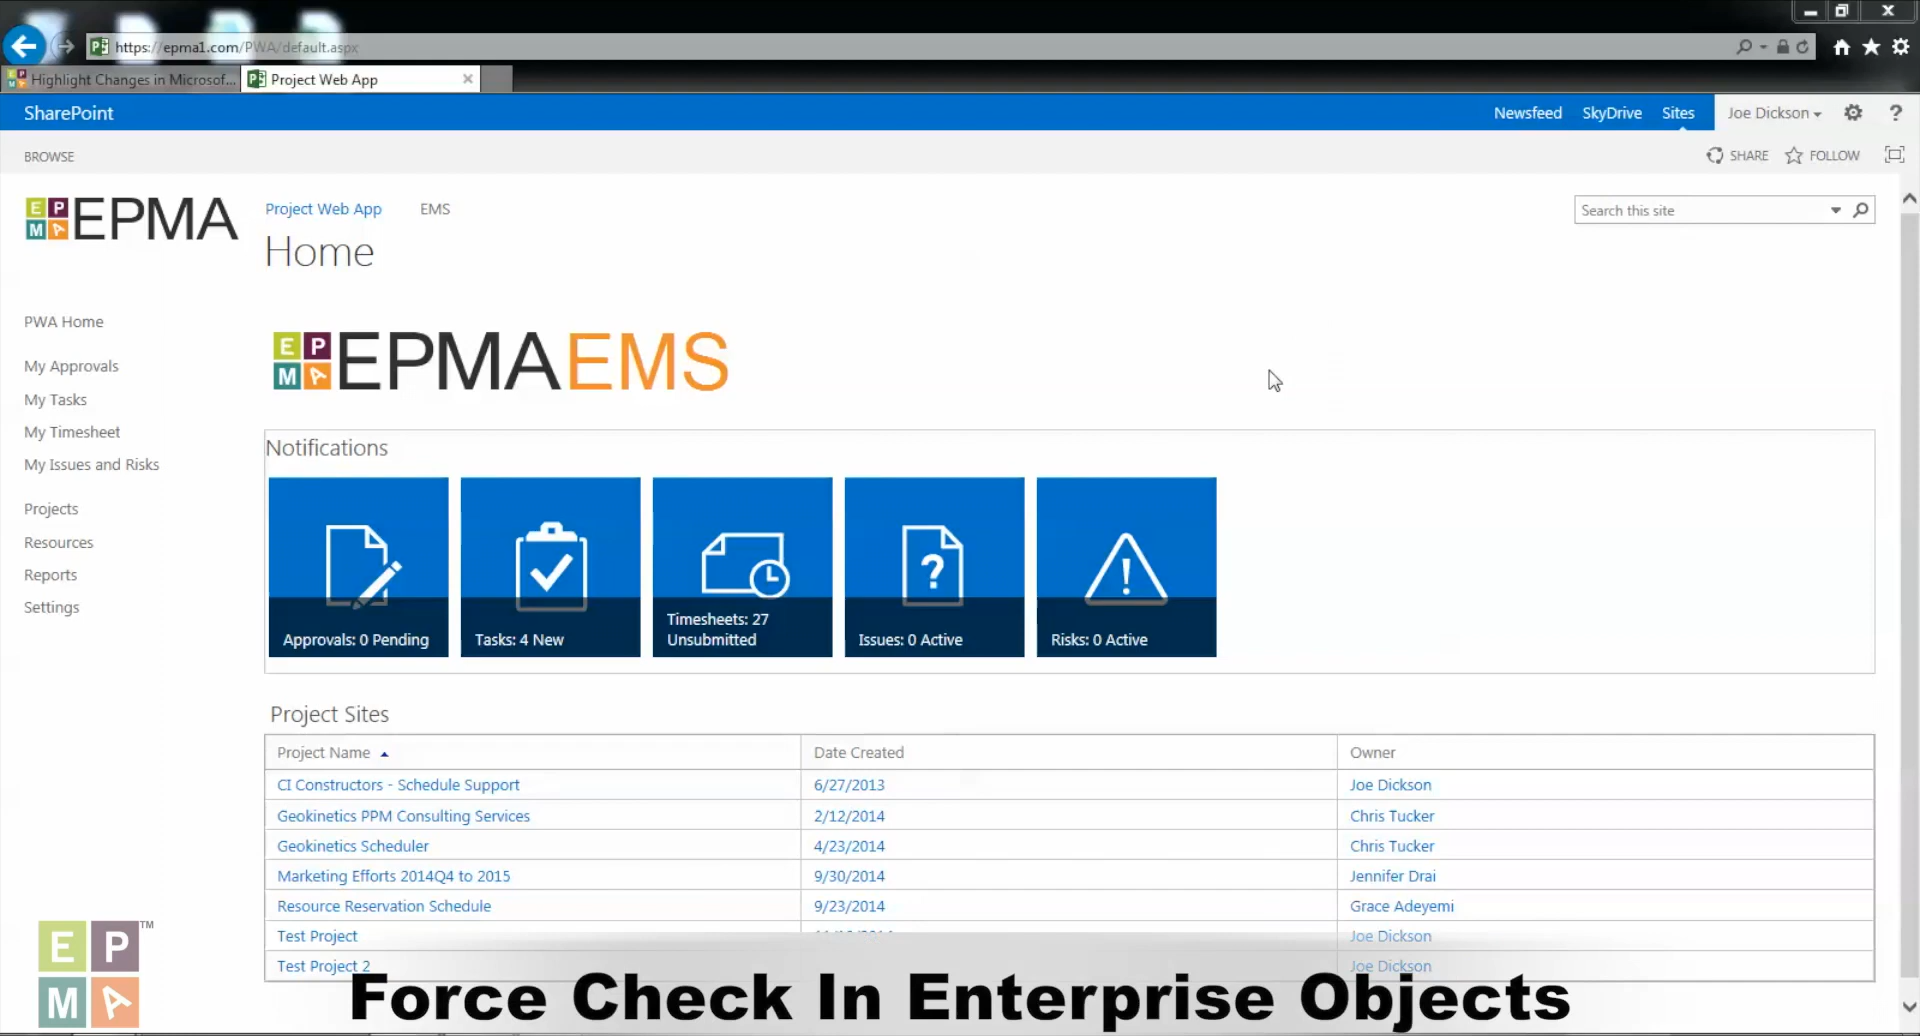 https://epma1.com/PWA/default.aspx
Highlight Changes in Microsof... Project Web App
SharePoint Newsfeed SkyDrive Sites Joe Dickson ?
BROWSE SHARE FOLLOW
EPMA EPMA Project Web App EMS Search this site
Home
PWA Home
EPMA EPMAEMS
My Approvals
My Tasks
My Timesheet
My Issues and Risks
Projects
Resources
Reports
Settings
Notifications
Approvals: 0 Pending
Tasks: 4 New
Timesheets: 27
Unsubmitted
Issues: 0 Active
Risks: 0 Active
Project Sites
Project Name Date Created Owner
CI Constructors - Schedule Support 6/27/2013 Joe Dickson
Geokinetics PPM Consulting Services 2/12/2014 Chris Tucker
Geokinetics Scheduler 4/23/2014 Chris Tucker
Marketing Efforts 2014Q4 to 2015 9/30/2014 Jennifer Drai
Resource Reservation Schedule 9/23/2014 Grace Adeyemi
Test Project Joe Dickson
Test Project 2 Joe Dickson
EPMA™
Force Check In Enterprise Objects